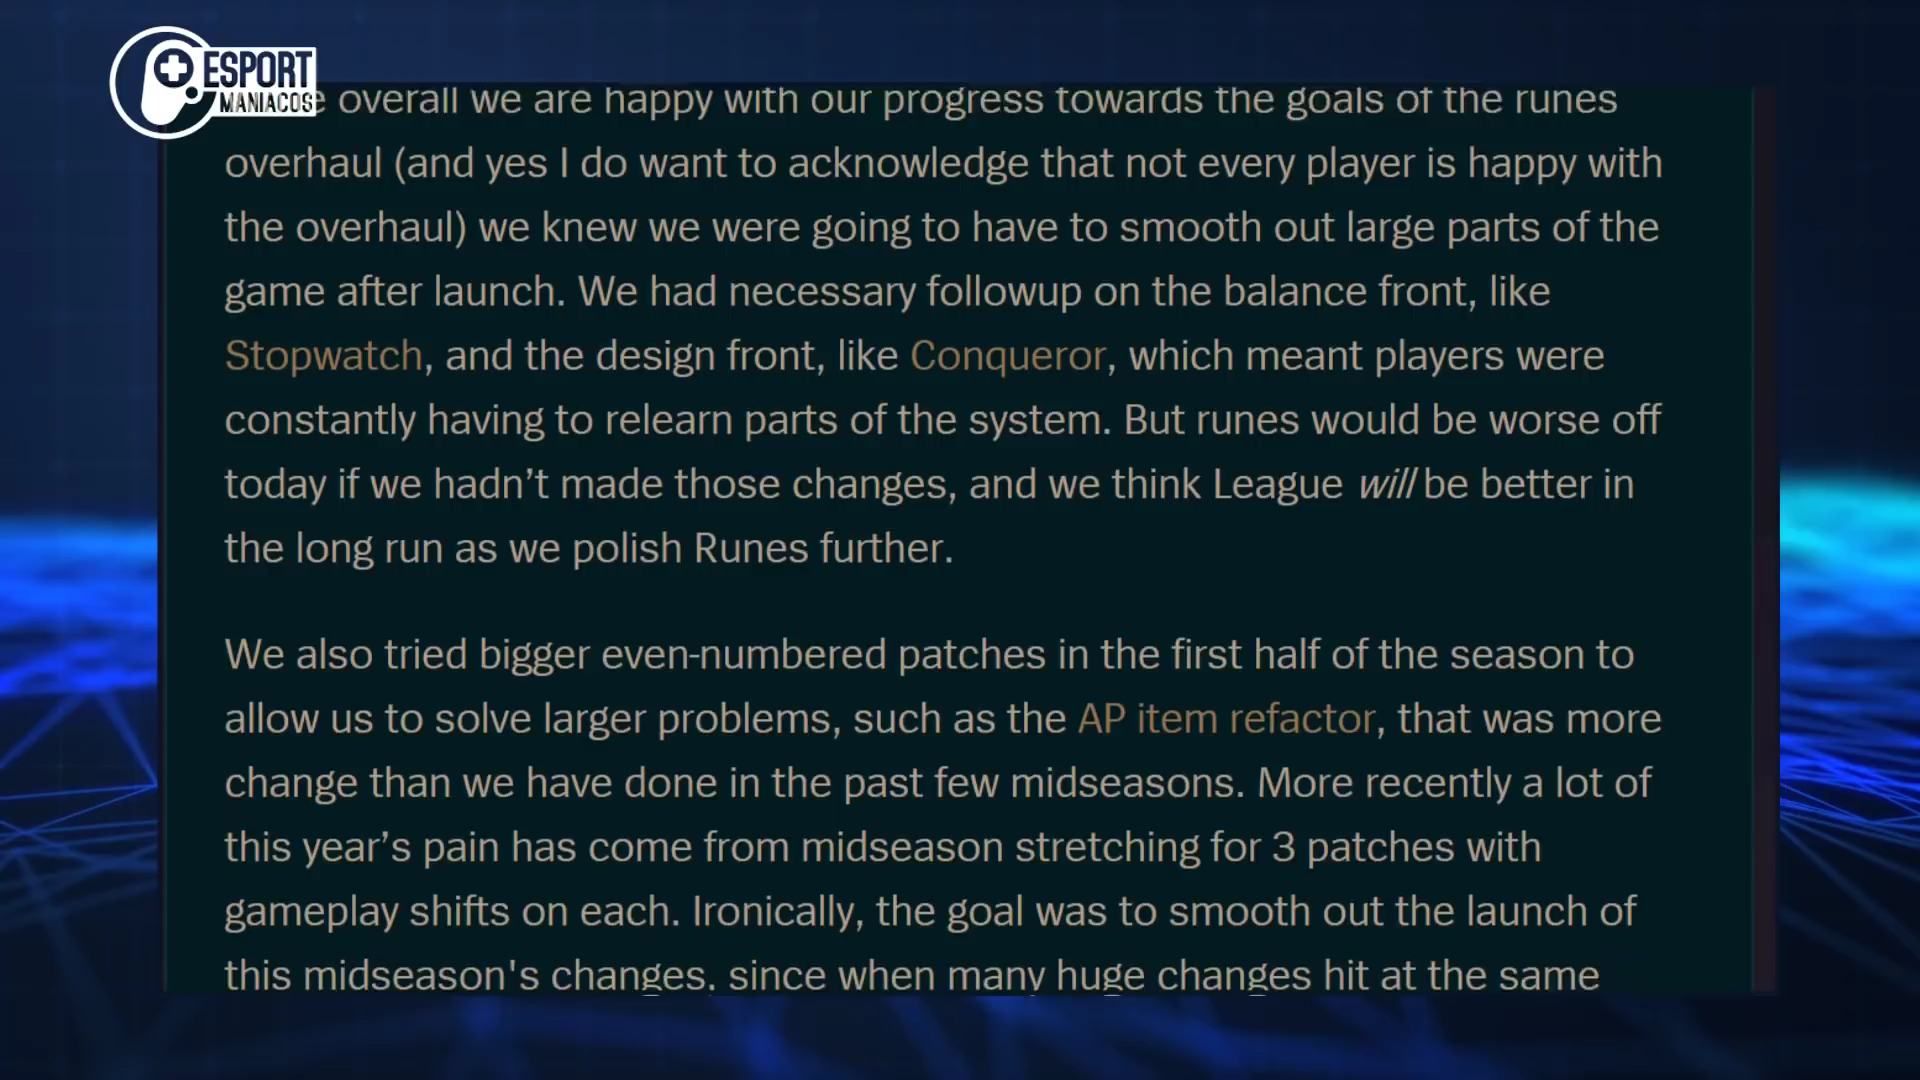 ESPORT
MANIACOS
overall we are happy with our progress towards the goals of the runes
overhaul (and yes I do want to acknowledge that not every player is happy with
the overhaul) we knew we were going to have to smooth out large parts of the
game after launch. We had necessary followup on the balance front, like
Stopwatch, and the design front, like Conqueror, which meant players were
constantly having to relearn parts of the system. But runes would be worse off
today if we hadn’t made those changes, and we think League will be better in
the long run as we polish Runes further.
We also tried bigger even-numbered patches in the first half of the season to
allow us to solve larger problems, such as the AP item refactor, that was more
change than we have done in the past few midseasons. More recently a lot of
this year’s pain has come from midseason stretching for 3 patches with
gameplay shifts on each. Ironically, the goal was to smooth out the launch of
this midseason's changes, since when many huge changes hit at the same